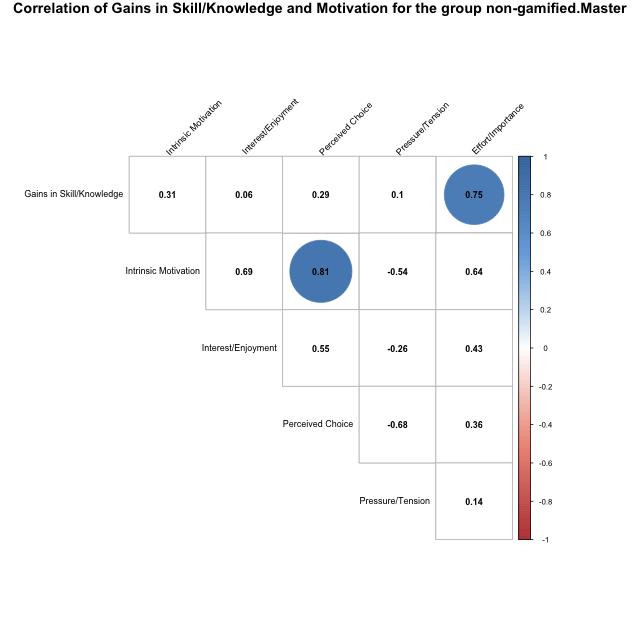 Correlation of Gains in Skill/Knowledge and Motivation for the group non-gamified.Master
Intrinsic Motivation
Interest/Enjoyment
Perceived Choice
Pressure/Tension
Effort/Importance
Gains in Skill/Knowledge 0.31 0.06 0.29 0.1 0.75
Intrinsic Motivation 0.69 0.81 -0.54 0.64
Interest/Enjoyment 0.55 -0.26 0.43
Perceived Choice -0.68 0.36
Pressure/Tension 0.14
1
0.8
0.6
0.4
0.2
0
-0.2
-0.4
-0.6
-0.8
-1